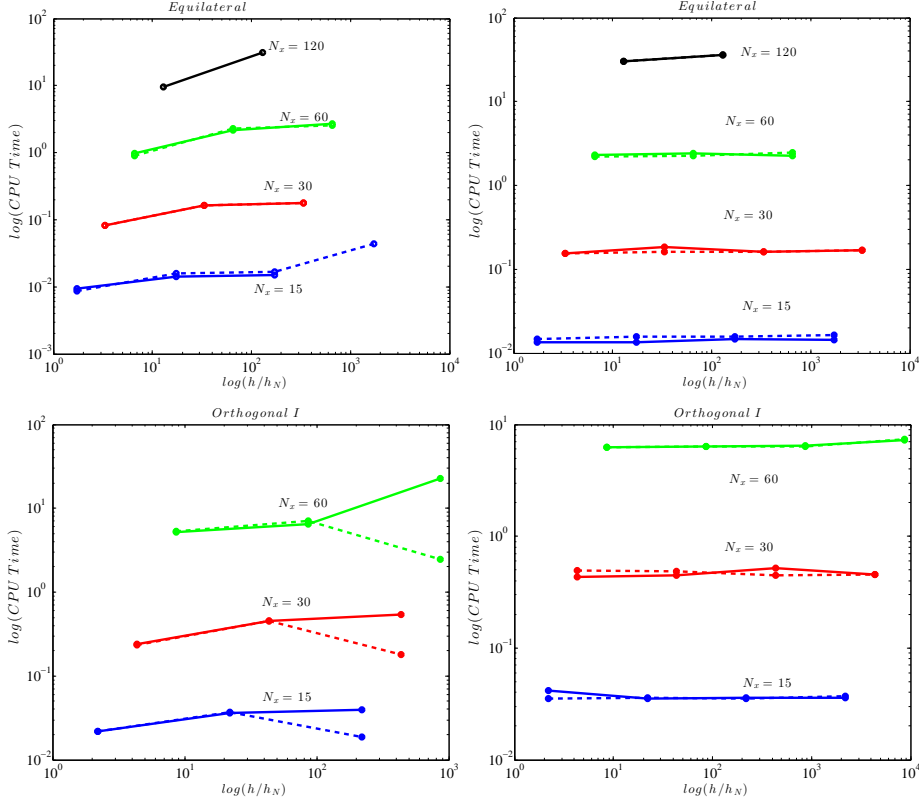 Equilateral
10^2
10^1
10^0
10^-1
10^-2
10^-3
log(CPU Time)
N_x = 120
N_x = 60
N_x = 30
N_x = 15
10^0 10^1 10^2 10^3 10^4
log(h/h_N)
Equilateral
10^2
10^1
10^0
10^-1
10^-2
log(CPU Time)
N_x = 120
N_x = 60
N_x = 30
N_x = 15
10^0 10^1 10^2 10^3 10^4
log(h/h_N)
Orthogonal I
10^2
10^1
10^0
10^-1
10^-2
log(CPU Time)
N_x = 60
N_x = 30
N_x = 15
10^0 10^1 10^2 10^3
log(h/h_N)
Orthogonal I
10^1
10^0
10^-1
10^-2
log(CPU Time)
N_x = 60
N_x = 30
N_x = 15
10^0 10^1 10^2 10^3 10^4
log(h/h_N)